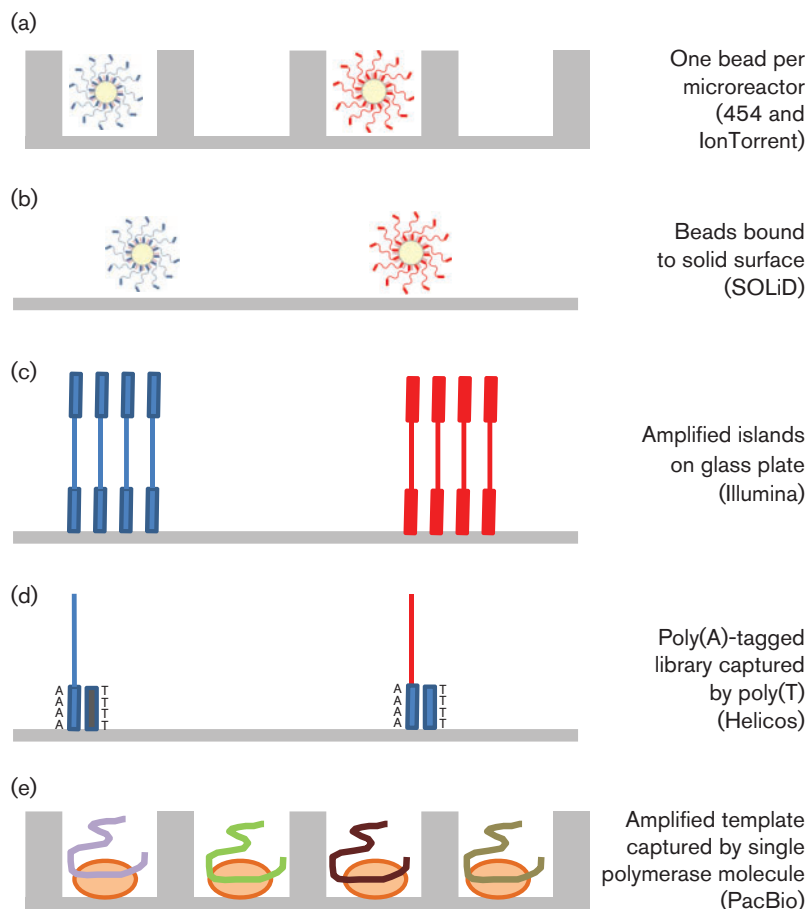 (a)
One bead per
microreactor
(454 and
IonTorrent)
(b)
Beads bound
to solid surface
(SOLiD)
(c)
Amplified islands
on glass plate
(Illumina)
(d)
A T
A T
A T
A T
A T
A T
A T
A T
Poly(A)-tagged
library captured
by poly(T)
(Helicos)
(e)
Amplified template
captured by single
polymerase molecule
(PacBio)